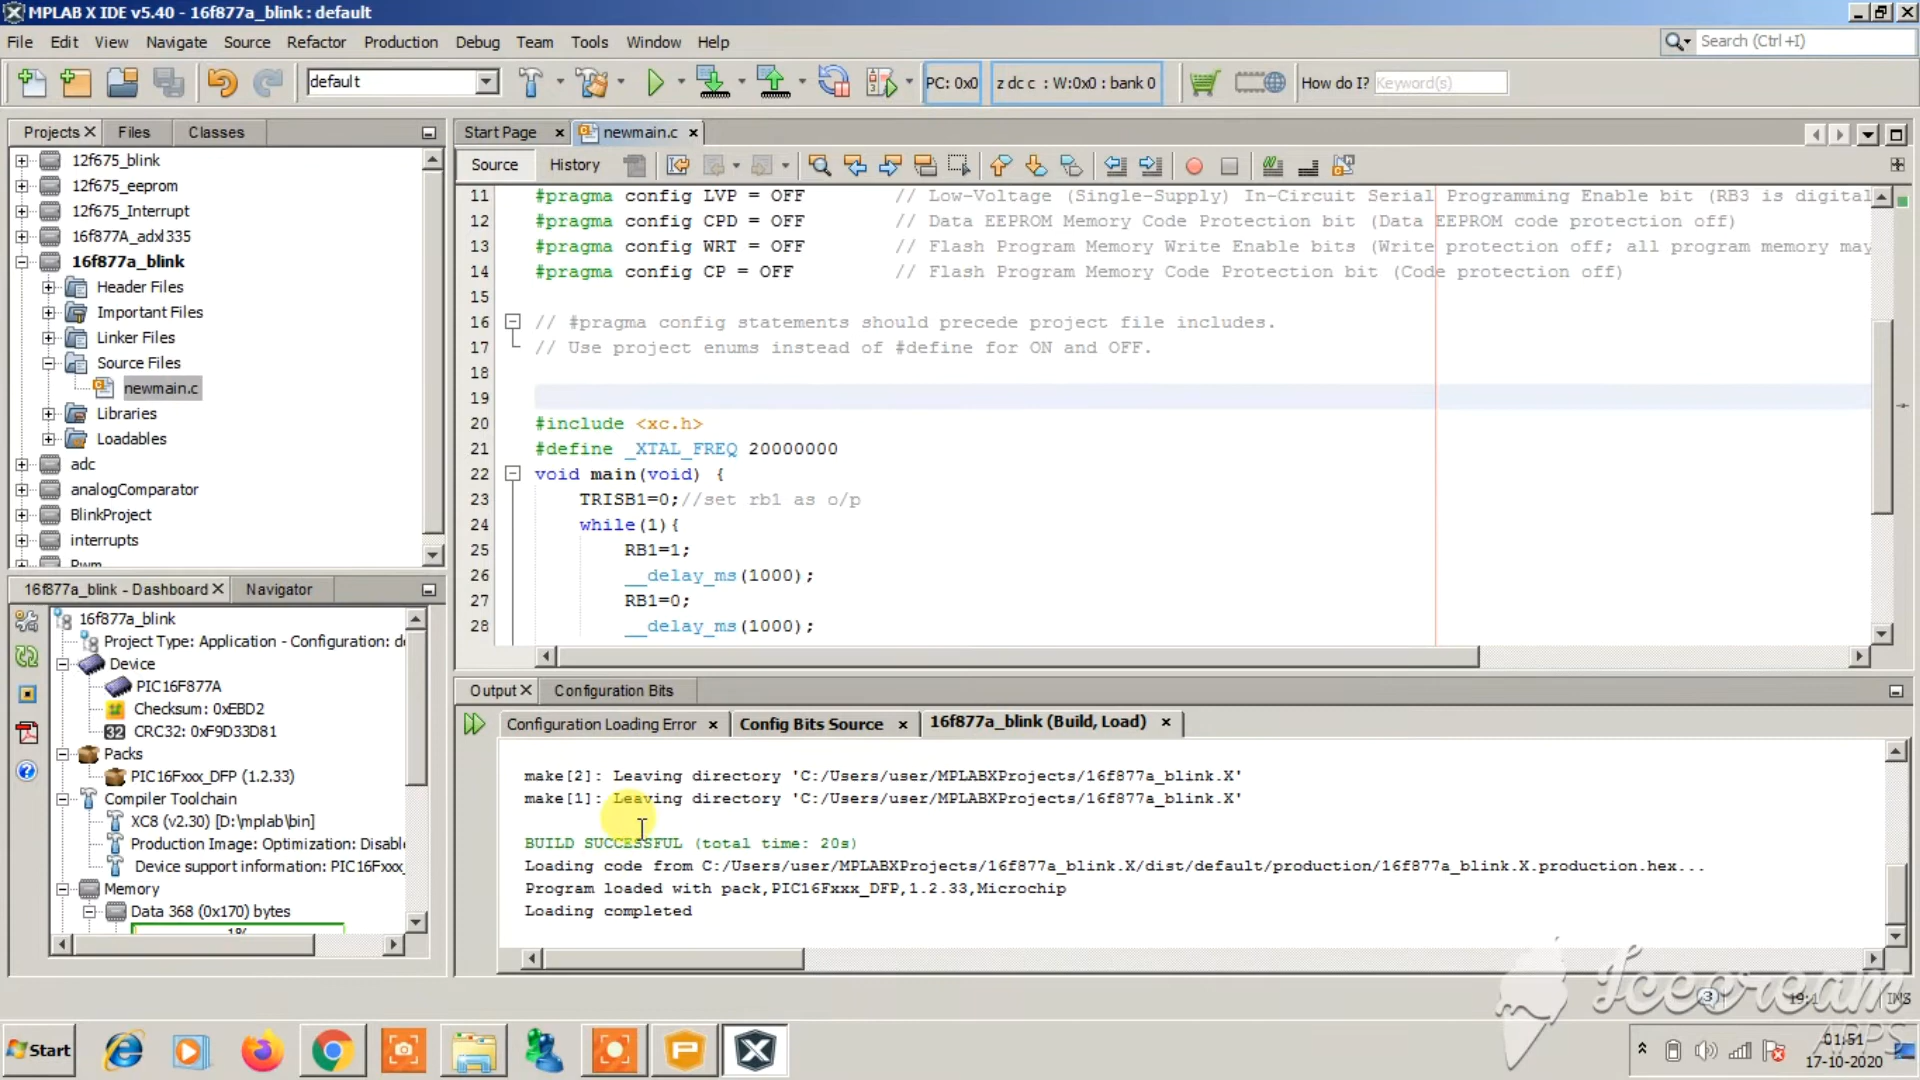 MPLAB X IDE v5.40 - 16f877a_blink : default
File Edit View Navigate Source Refactor Production Debug Team Tools Window Help
Search (Ctrl+I)
default
PC: 0x0
z dc c : W:0x0 : bank 0
How do I? Keyword(s)
Projects Files Classes
12f675_blink
12f675_eeprom
12f675_Interrupt
16f877A_adxl335
16f877a_blink
Header Files
Important Files
Linker Files
Source Files
newmain.c
Libraries
Loadables
adc
analogComparator
BlinkProject
interrupts
Pwm
16f877a_blink - Dashboard Navigator
16f877a_blink
Project Type: Application - Configuration: d
Device
PIC16F877A
Checksum: 0xEBD2
32 CRC32: 0xF9D33D81
Packs
PIC16Fxxx_DFP (1.2.33)
Compiler Toolchain
XC8 (v2.30) [D:\mplab\bin]
Production Image: Optimization: Disable
Device support information: PIC16Fxxx_
Memory
Data 368 (0x170) bytes
Start Page newmain.c
Source History
11 #pragma config LVP = OFF // Low-Voltage (Single-Supply) In-Circuit Serial Programming Enable bit (RB3 is digital
12 #pragma config CPD = OFF // Data EEPROM Memory Code Protection bit (Data EEPROM code protection off)
13 #pragma config WRT = OFF // Flash Program Memory Write Enable bits (Write protection off; all program memory may
14 #pragma config CP = OFF // Flash Program Memory Code Protection bit (Code protection off)
15
16 // #pragma config statements should precede project file includes.
17 // Use project enums instead of #define for ON and OFF.
18
19
20 #include <xc.h>
21 #define _XTAL_FREQ 20000000
22 void main(void) {
23 TRISB1=0;//set rb1 as o/p
24 while(1){
25 RB1=1;
26 __delay_ms(1000);
27 RB1=0;
28 __delay_ms(1000);
Output Configuration Bits
Configuration Loading Error Config Bits Source 16f877a_blink (Build, Load)
make[2]: Leaving directory 'C:/Users/user/MPLABXProjects/16f877a_blink.X'
make[1]: Leaving directory 'C:/Users/user/MPLABXProjects/16f877a_blink.X'
BUILD SUCCESSFUL (total time: 20s)
Loading code from C:/Users/user/MPLABXProjects/16f877a_blink.X/dist/default/production/16f877a_blink.X.production.hex...
Program loaded with pack,PIC16Fxxx_DFP,1.2.33,Microchip
Loading completed
3 19:1 INS
Icecream
APPS
Start
01:51
17-10-2020